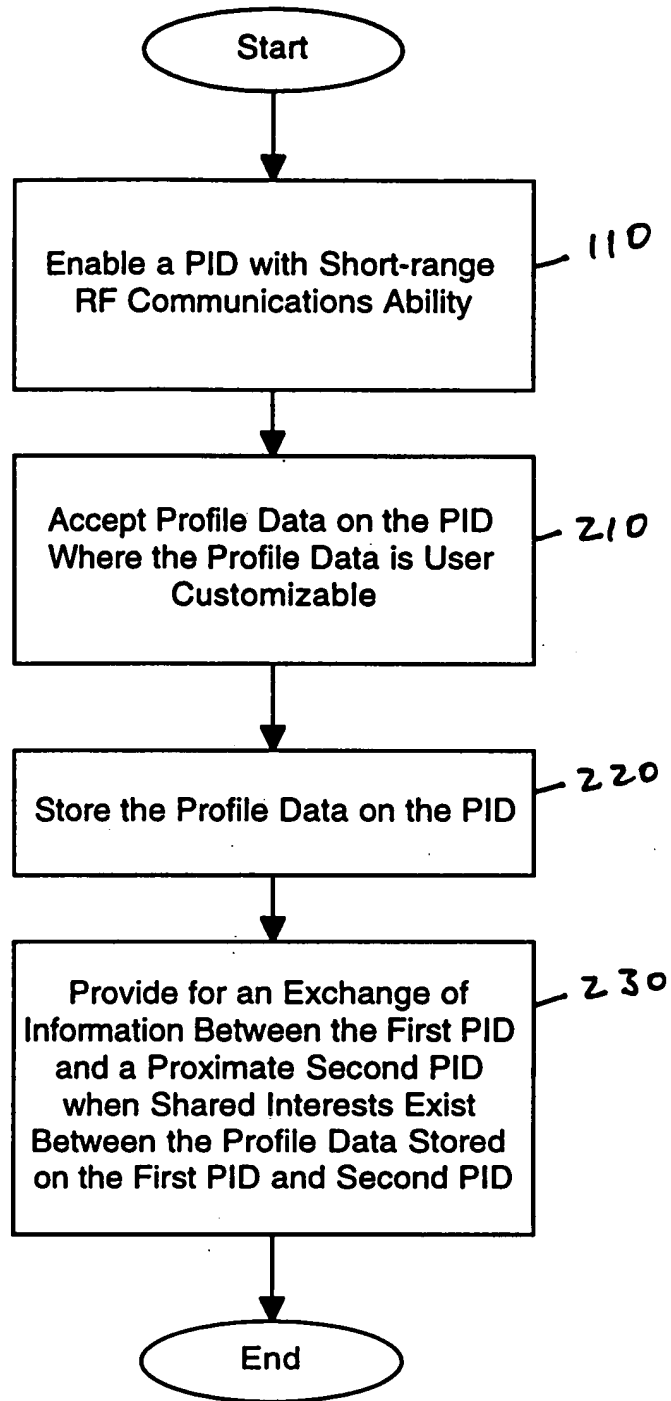 Start
Enable a PID with Short-range
RF Communications Ability
110
Accept Profile Data on the PID
Where the Profile Data is User
Customizable
210
Store the Profile Data on the PID
220
Provide for an Exchange of
Information Between the First PID
and a Proximate Second PID
when Shared Interests Exist
Between the Profile Data Stored
on the First PID and Second PID
230
End